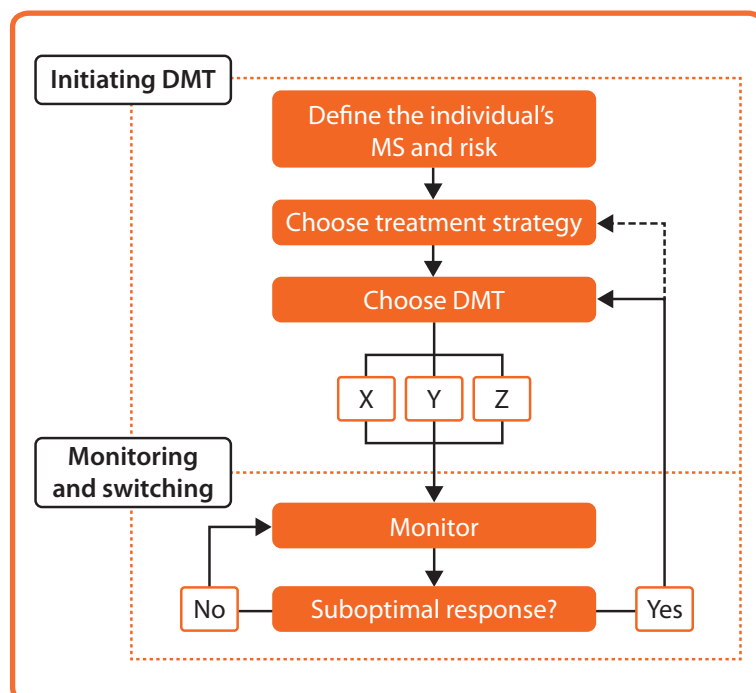 Initiating DMT
Define the individual’s
MS and risk
Choose treatment strategy
Choose DMT
X
Y
Z
Monitoring
and switching
Monitor
No
Suboptimal response?
Yes